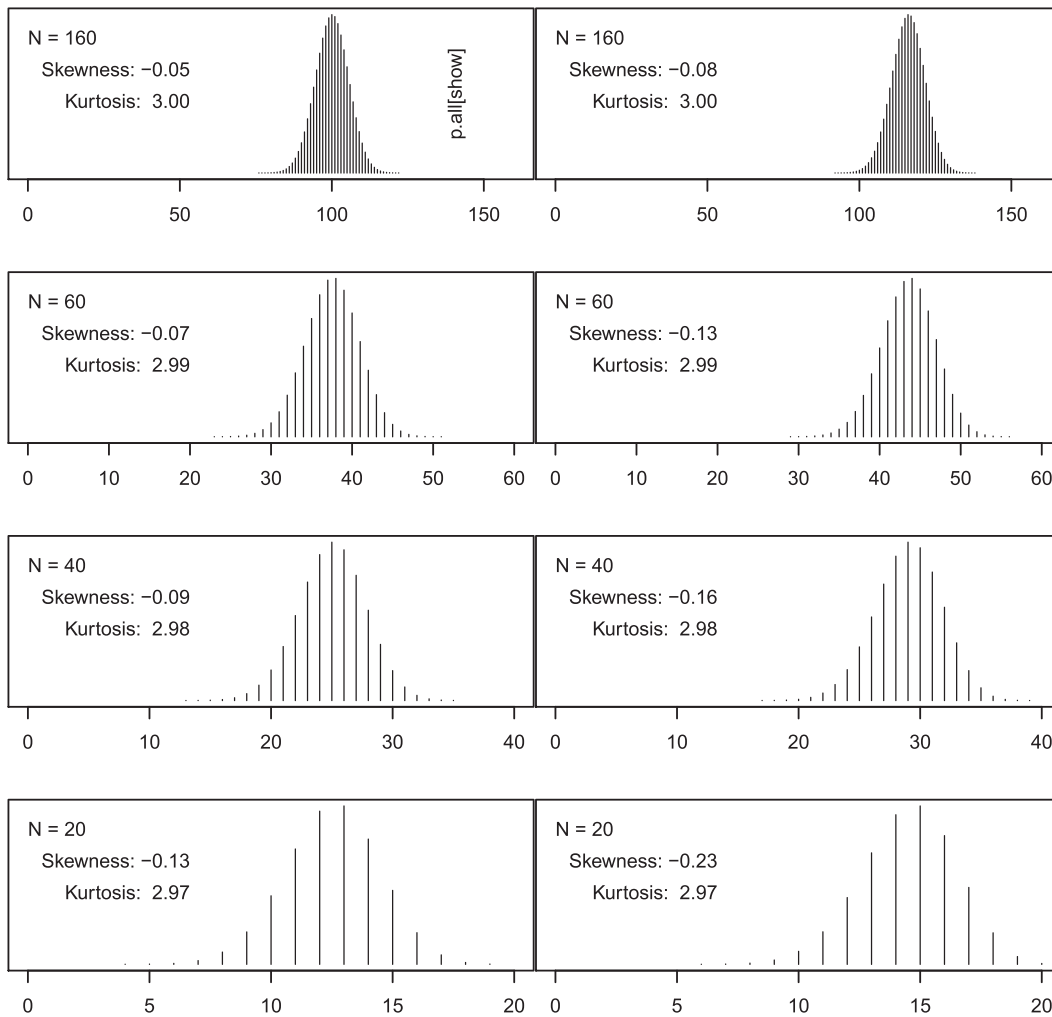 N = 160
Skewness: −0.05
Kurtosis: 3.00
p.all[show]
0 50 100 150
N = 160
Skewness: −0.08
Kurtosis: 3.00
0 50 100 150
N = 60
Skewness: −0.07
Kurtosis: 2.99
0 10 20 30 40 50 60
N = 60
Skewness: −0.13
Kurtosis: 2.99
0 10 20 30 40 50 60
N = 40
Skewness: −0.09
Kurtosis: 2.98
0 10 20 30 40
N = 40
Skewness: −0.16
Kurtosis: 2.98
0 10 20 30 40
N = 20
Skewness: −0.13
Kurtosis: 2.97
0 5 10 15 20
N = 20
Skewness: −0.23
Kurtosis: 2.97
0 5 10 15 20